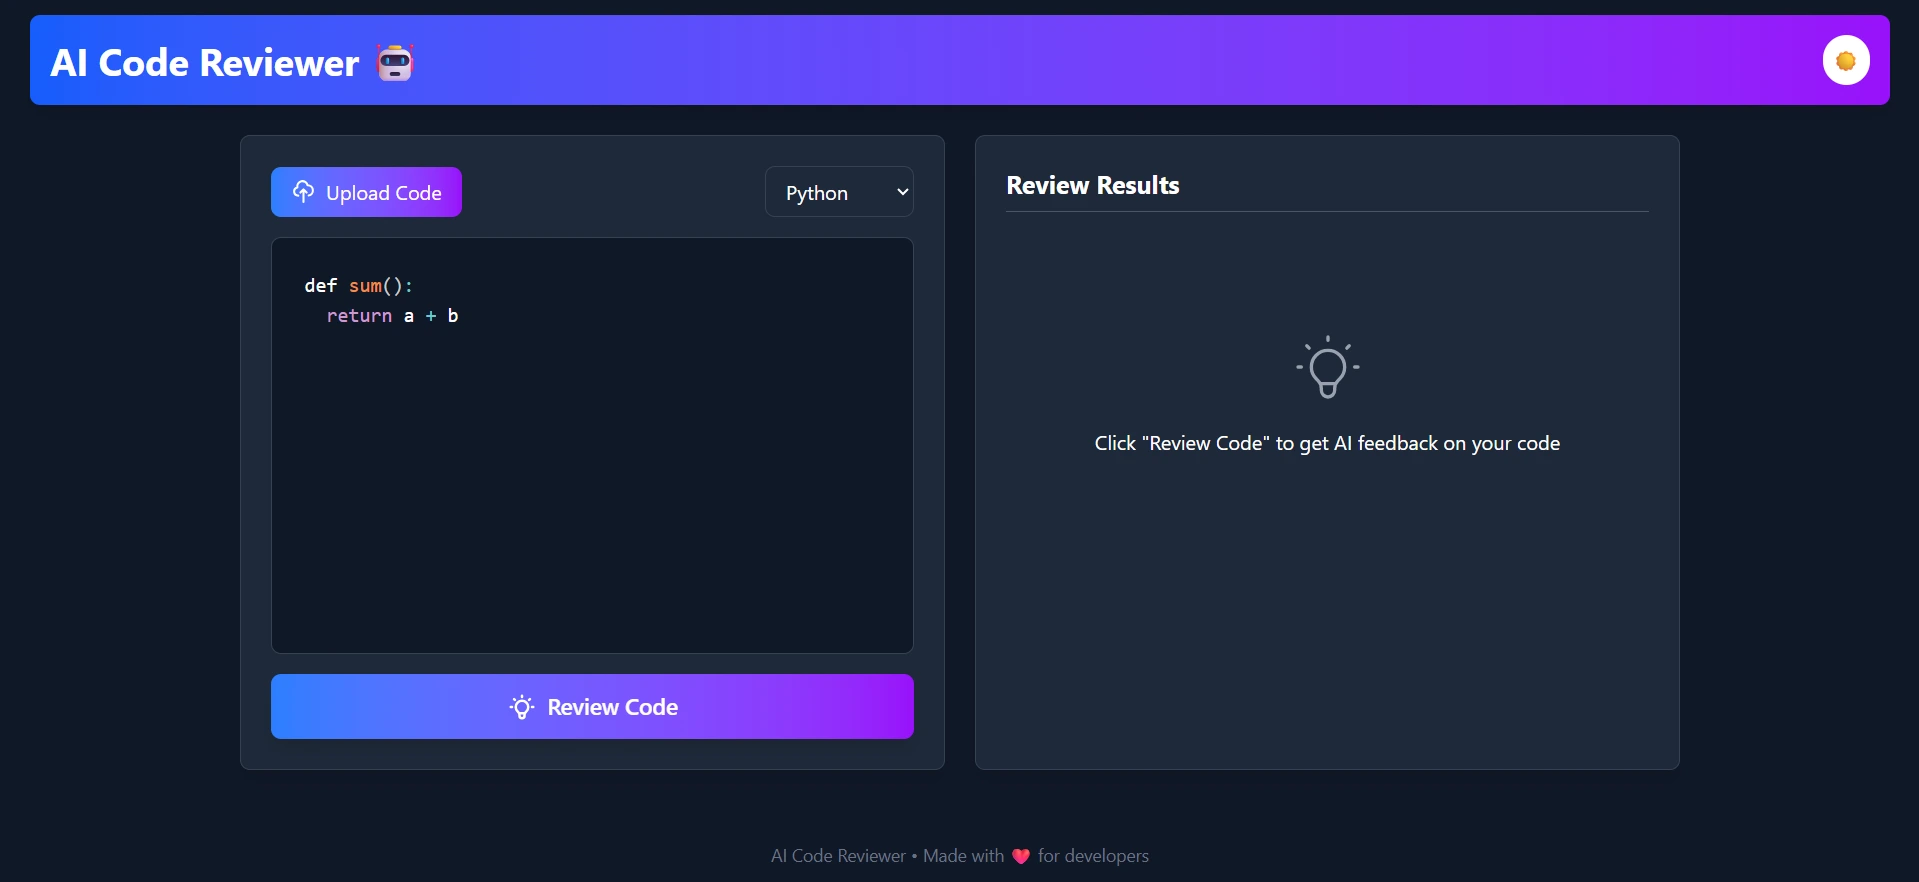 AI Code Reviewer 🤖
Upload Code
Python
def sum():
  return a + b
Review Code
Review Results
Click "Review Code" to get AI feedback on your code
AI Code Reviewer • Made with ❤️ for developers